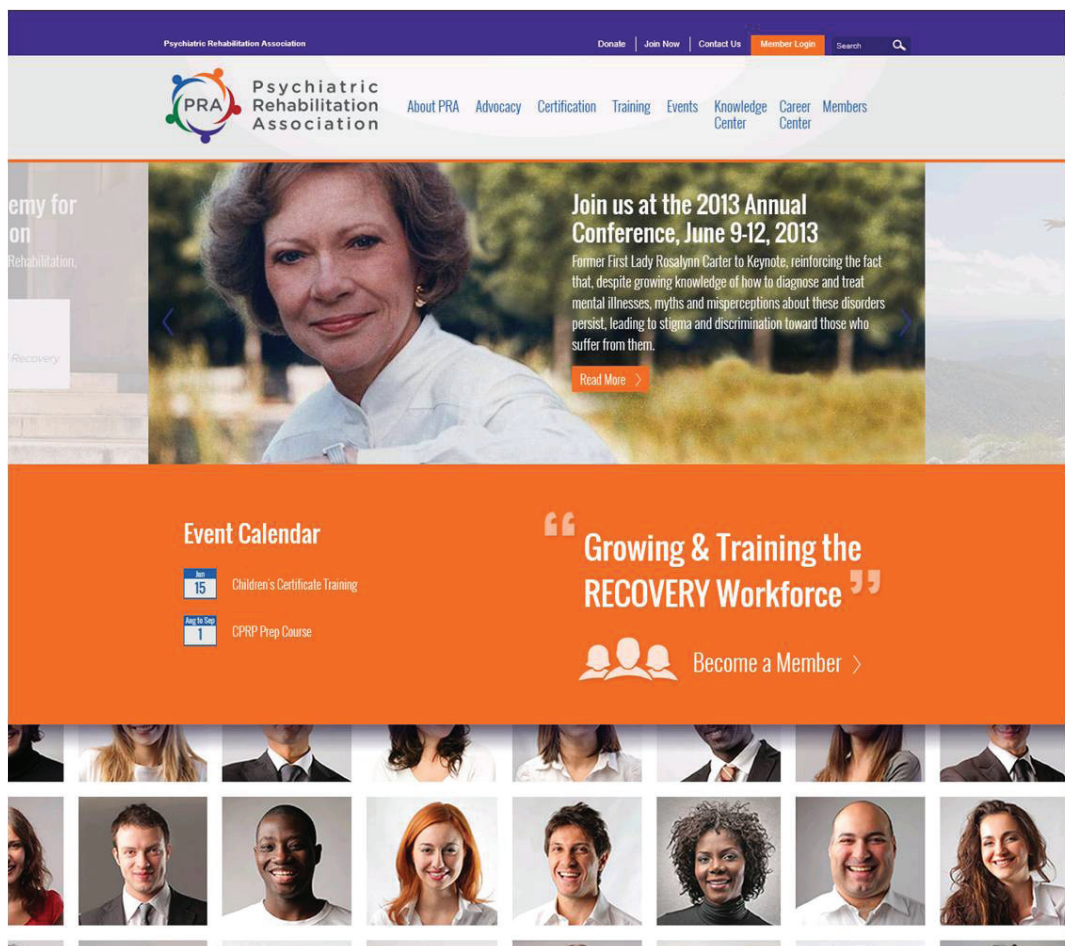 Psychiatric Rehabilitation Association
Donate
Join Now
Contact Us
Member Login
Search
PRA
Psychiatric
Rehabilitation
Association
About PRA
Advocacy
Certification
Training
Events
Knowledge
Center
Career
Center
Members
emy for
on
Rehabilitation,
Recovery
Join us at the 2013 Annual
Conference, June 9-12, 2013
Former First Lady Rosalynn Carter to Keynote, reinforcing the fact
that, despite growing knowledge of how to diagnose and treat
mental illnesses, myths and misperceptions about these disorders
persist, leading to stigma and discrimination toward those who
suffer from them.
Read More >
Event Calendar
Jun
15
Children's Certificate Training
Aug to Sep
1
CPRP Prep Course
“Growing & Training the
RECOVERY Workforce”
Become a Member >